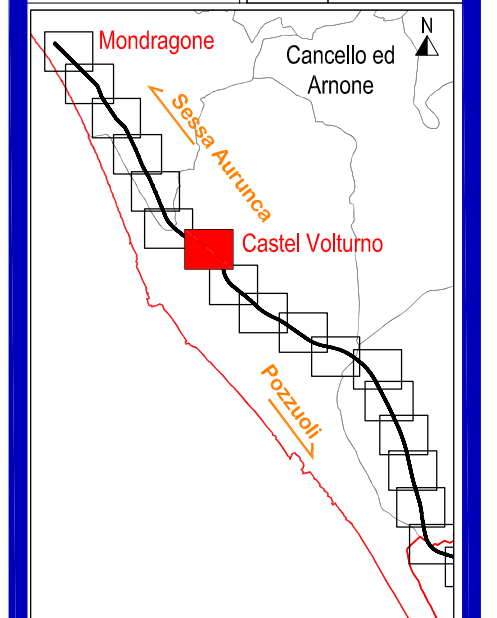 N
Mondragone
Cancello ed
Arnone
Sessa Aurunca
Castel Volturno
Pozzuoli